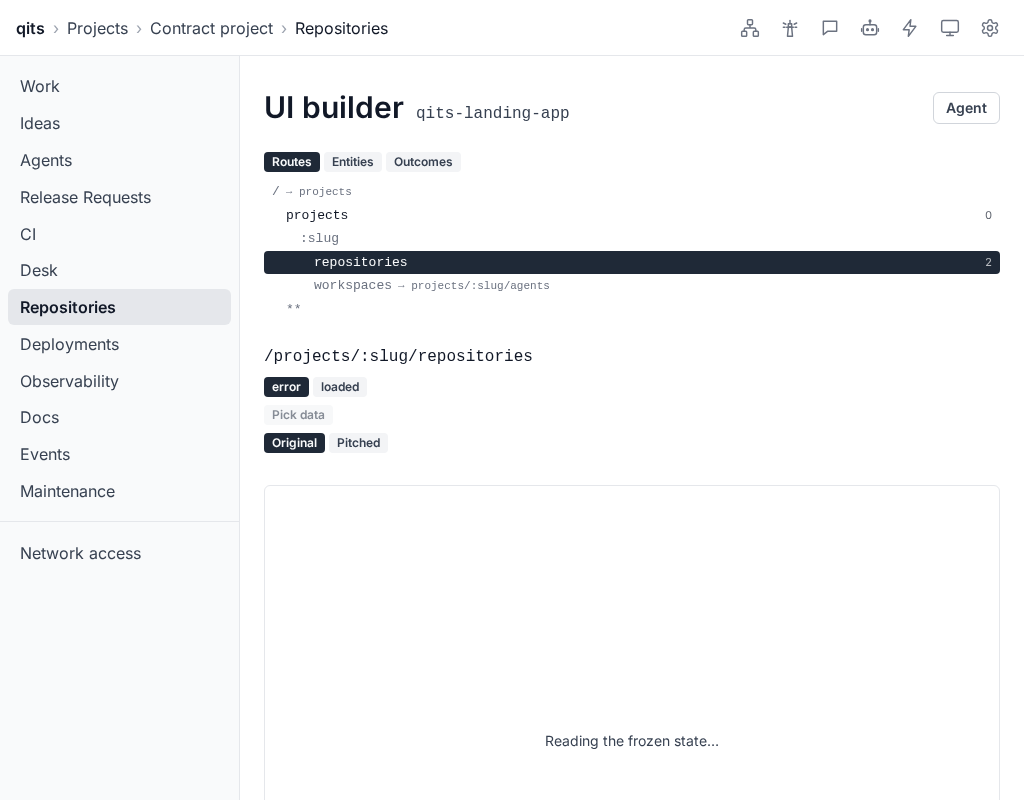 qits › Projects › Contract project › Repositories
Work
Ideas
Agents
Release Requests
CI
Desk
Repositories
Deployments
Observability
Docs
Events
Maintenance
Network access
UI builder qits-landing-app
Agent
Routes Entities Outcomes
/ → projects
projects 0
:slug
repositories 2
workspaces → projects/:slug/agents
**
/projects/:slug/repositories
error loaded
Pick data
Original Pitched
Reading the frozen state…